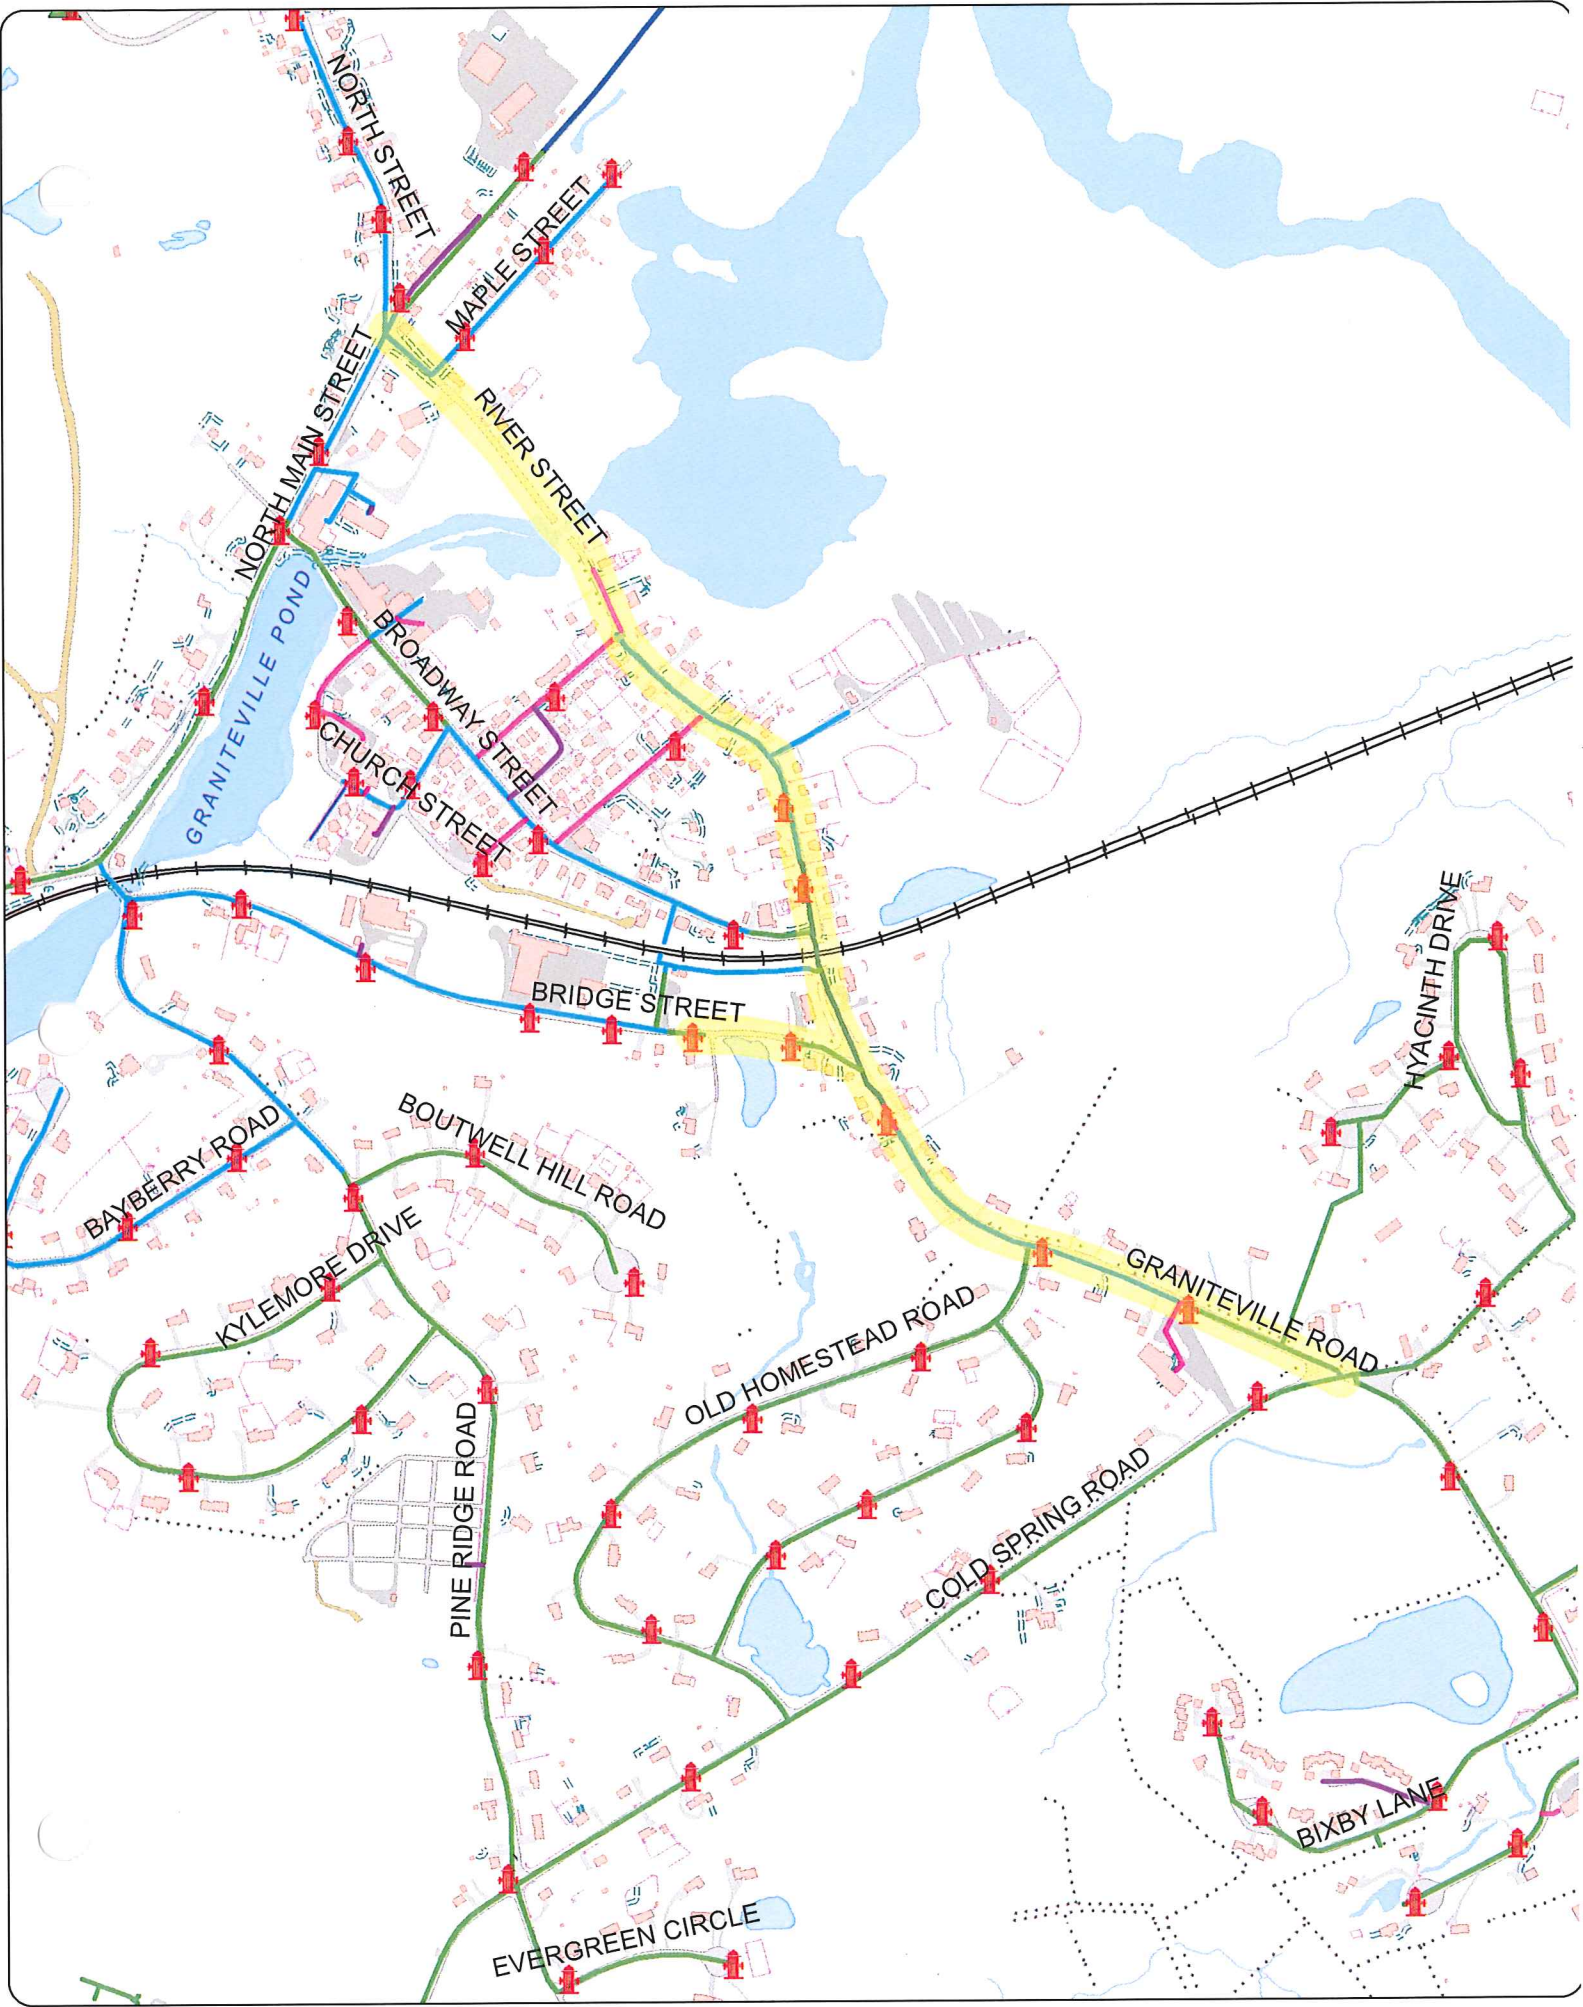 NORTH STREET
MAPLE STREET
NORTH MAIN STREET
RIVER STREET
GRANITEVILLE POND
BROADWAY STREET
CHURCH STREET
BRIDGE STREET
HYACINTH DRIVE
BOUTWELL HILL ROAD
BAYBERRY ROAD
KYLEMORE DRIVE
GRANITEVILLE ROAD
OLD HOMESTEAD ROAD
PINE RIDGE ROAD
COLD SPRING ROAD
BIXBY LANE
EVERGREEN CIRCLE